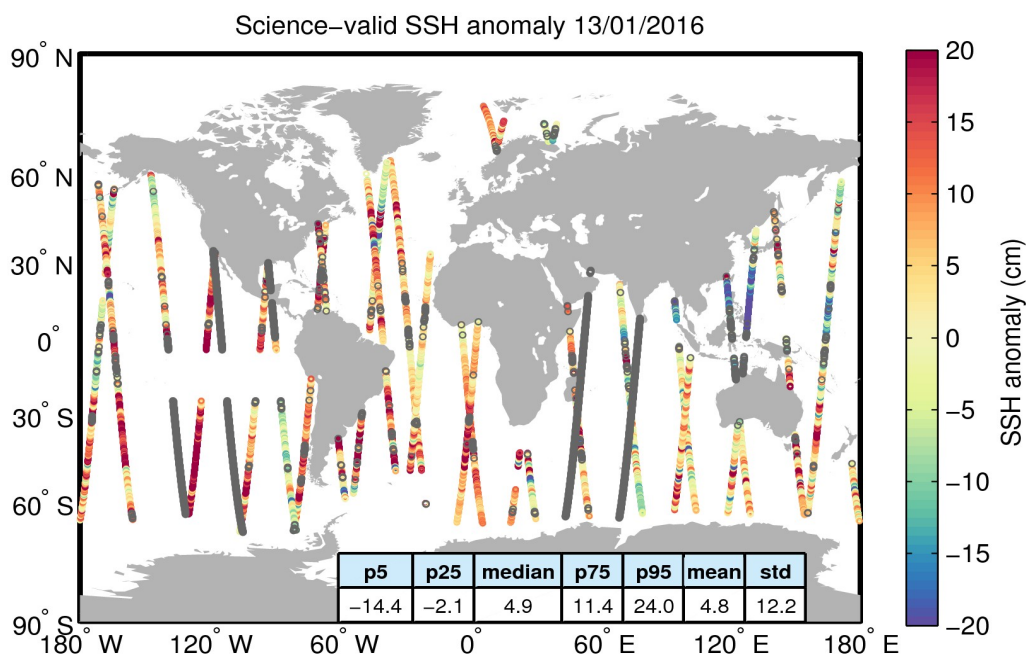 Science−valid SSH anomaly 13/01/2016
90° N
60° N
30° N
0°
30° S
60° S
90° S
180° W
120° W
60° W
0°
60° E
120° E
180° E
p5 p25 median p75 p95 mean std
−14.4 −2.1 4.9 11.4 24.0 4.8 12.2
20
15
10
5
0
−5
−10
−15
−20
SSH anomaly (cm)